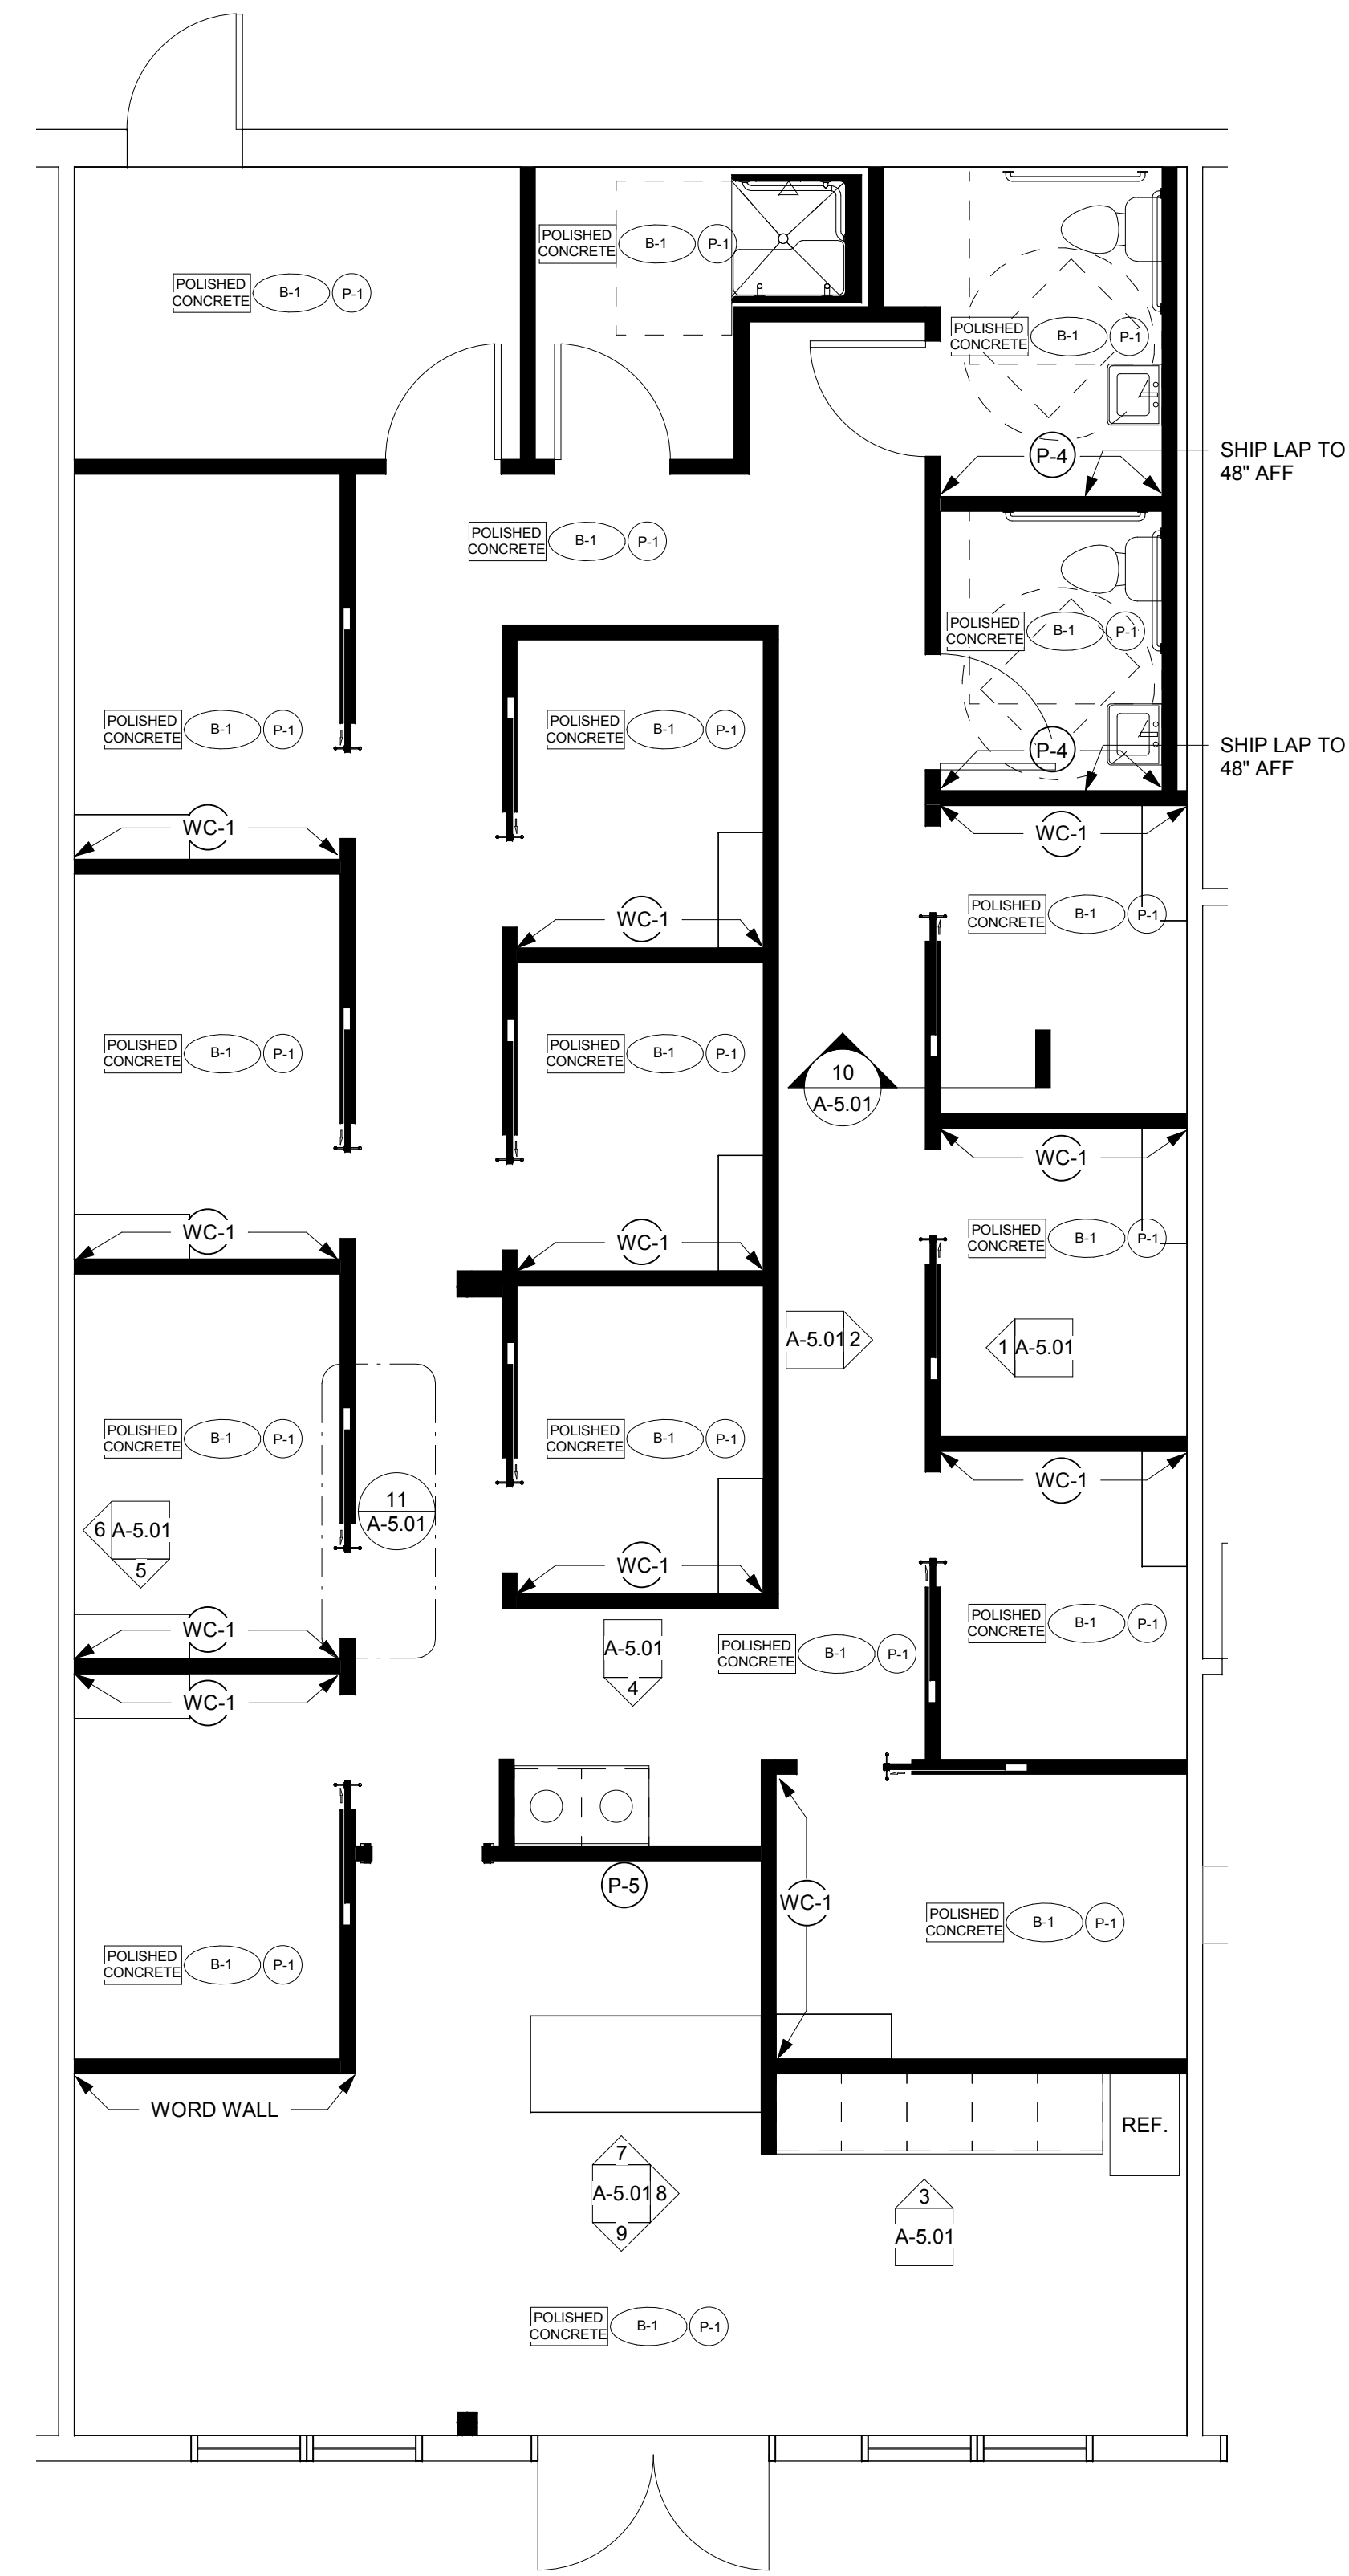 POLISHED
CONCRETE
B-1
P-1
POLISHED
CONCRETE
B-1
P-1
POLISHED
CONCRETE
B-1
P-1
P-4
SHIP LAP TO
48" AFF
POLISHED
CONCRETE
B-1
P-1
POLISHED
CONCRETE
B-1
P-1
P-4
SHIP LAP TO
48" AFF
POLISHED
CONCRETE
B-1
P-1
POLISHED
CONCRETE
B-1
P-1
WC-1
WC-1
POLISHED
CONCRETE
B-1
P-1
WC-1
POLISHED
CONCRETE
B-1
P-1
POLISHED
CONCRETE
B-1
P-1
10
A-5.01
WC-1
WC-1
WC-1
POLISHED
CONCRETE
B-1
P-1
A-5.01
2
1
A-5.01
POLISHED
CONCRETE
B-1
P-1
POLISHED
CONCRETE
B-1
P-1
WC-1
11
A-5.01
6
A-5.01
5
WC-1
WC-1
POLISHED
CONCRETE
B-1
P-1
A-5.01
4
POLISHED
CONCRETE
B-1
P-1
WC-1
P-5
WC-1
POLISHED
CONCRETE
B-1
P-1
POLISHED
CONCRETE
B-1
P-1
WORD WALL
REF.
7
A-5.01
8
9
3
A-5.01
POLISHED
CONCRETE
B-1
P-1